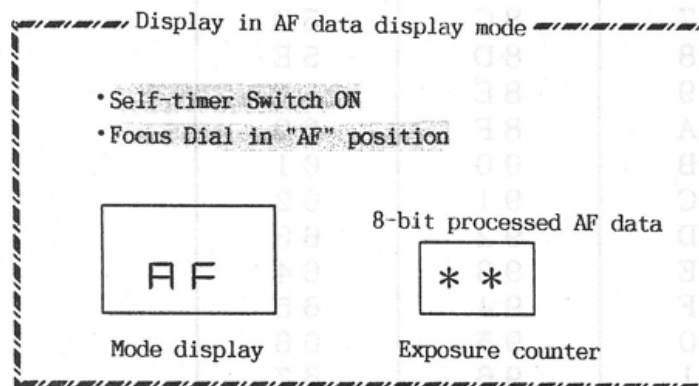 Display in AF data display mode
•Self-timer Switch ON
•Focus Dial in "AF" position
8-bit processed AF data
AF
**
Mode display
Exposure counter